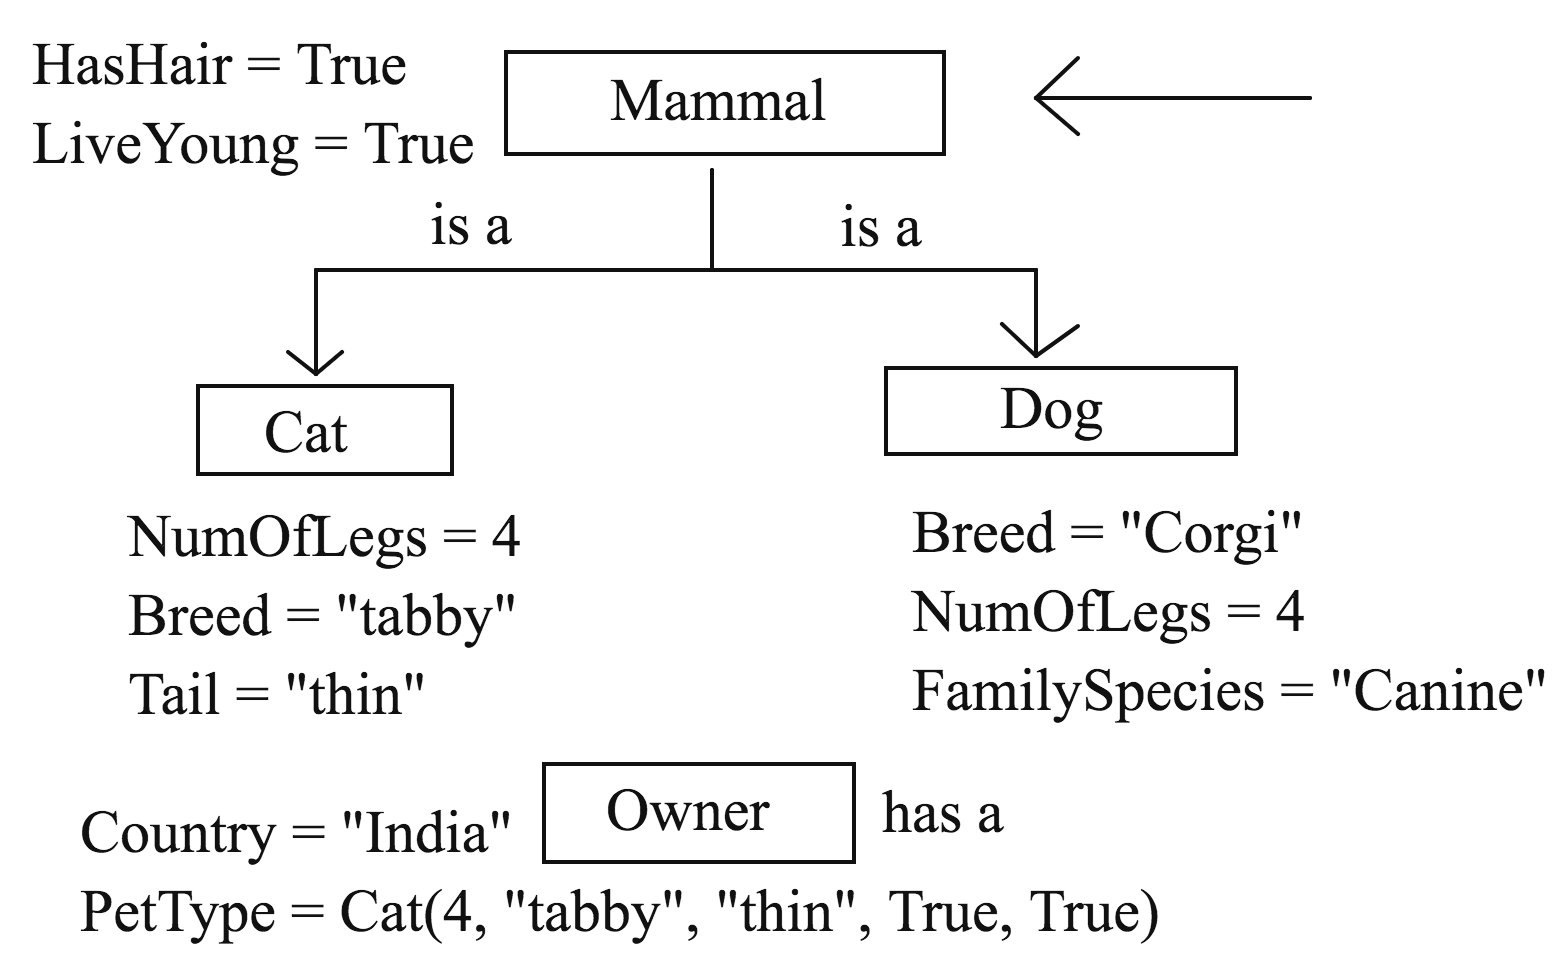 HasHair = True
LiveYoung = True
Mammal
is a
is a
Cat
Dog
NumOfLegs = 4
Breed = "tabby"
Tail = "thin"
Breed = "Corgi"
NumOfLegs = 4
FamilySpecies = "Canine"
Country = "India"
Owner
has a
PetType = Cat(4, "tabby", "thin", True, True)